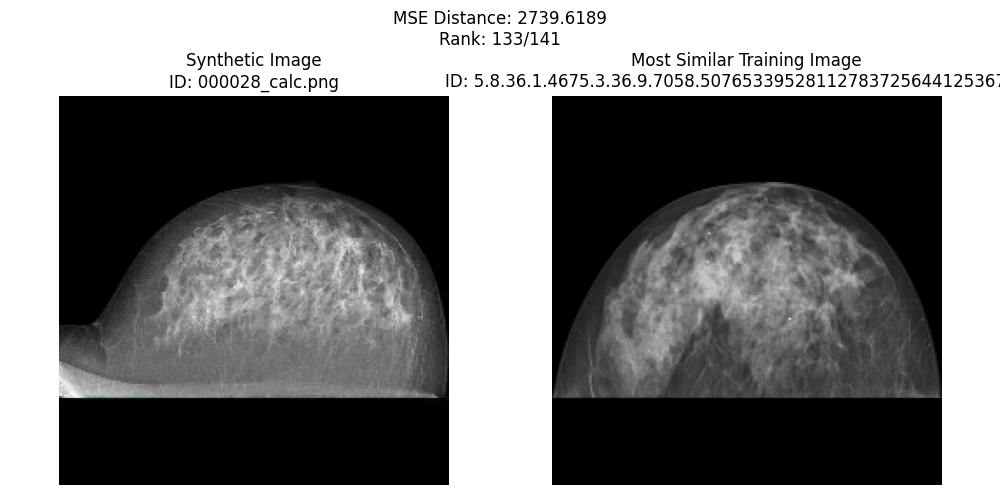 MSE Distance: 2739.6189
Rank: 133/141
Synthetic Image
ID: 000028_calc.png
Most Similar Training Image
ID: 5.8.36.1.4675.3.36.9.7058.50765339528112783725644125367